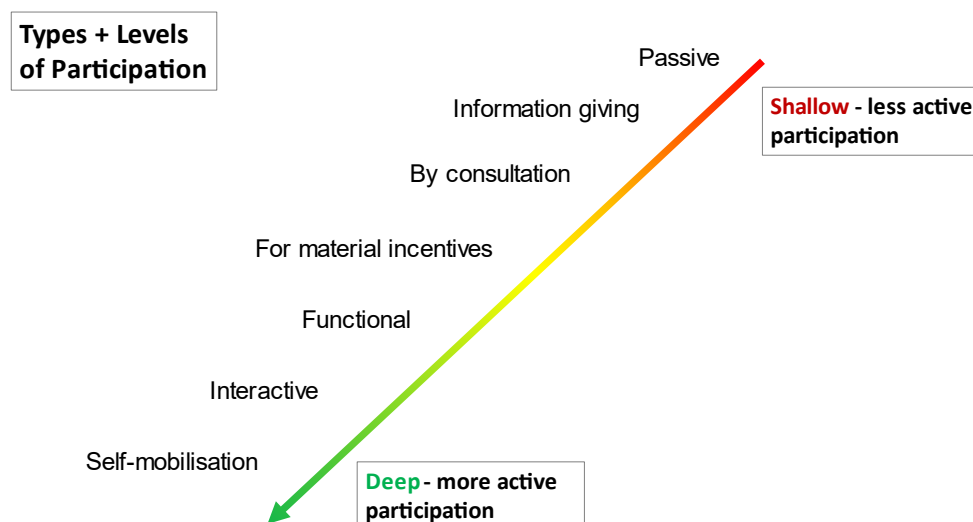 Types + Levels
of Participation
Passive
Information giving
Shallow - less active
participation
By consultation
For material incentives
Functional
Interactive
Self-mobilisation
Deep - more active
participation